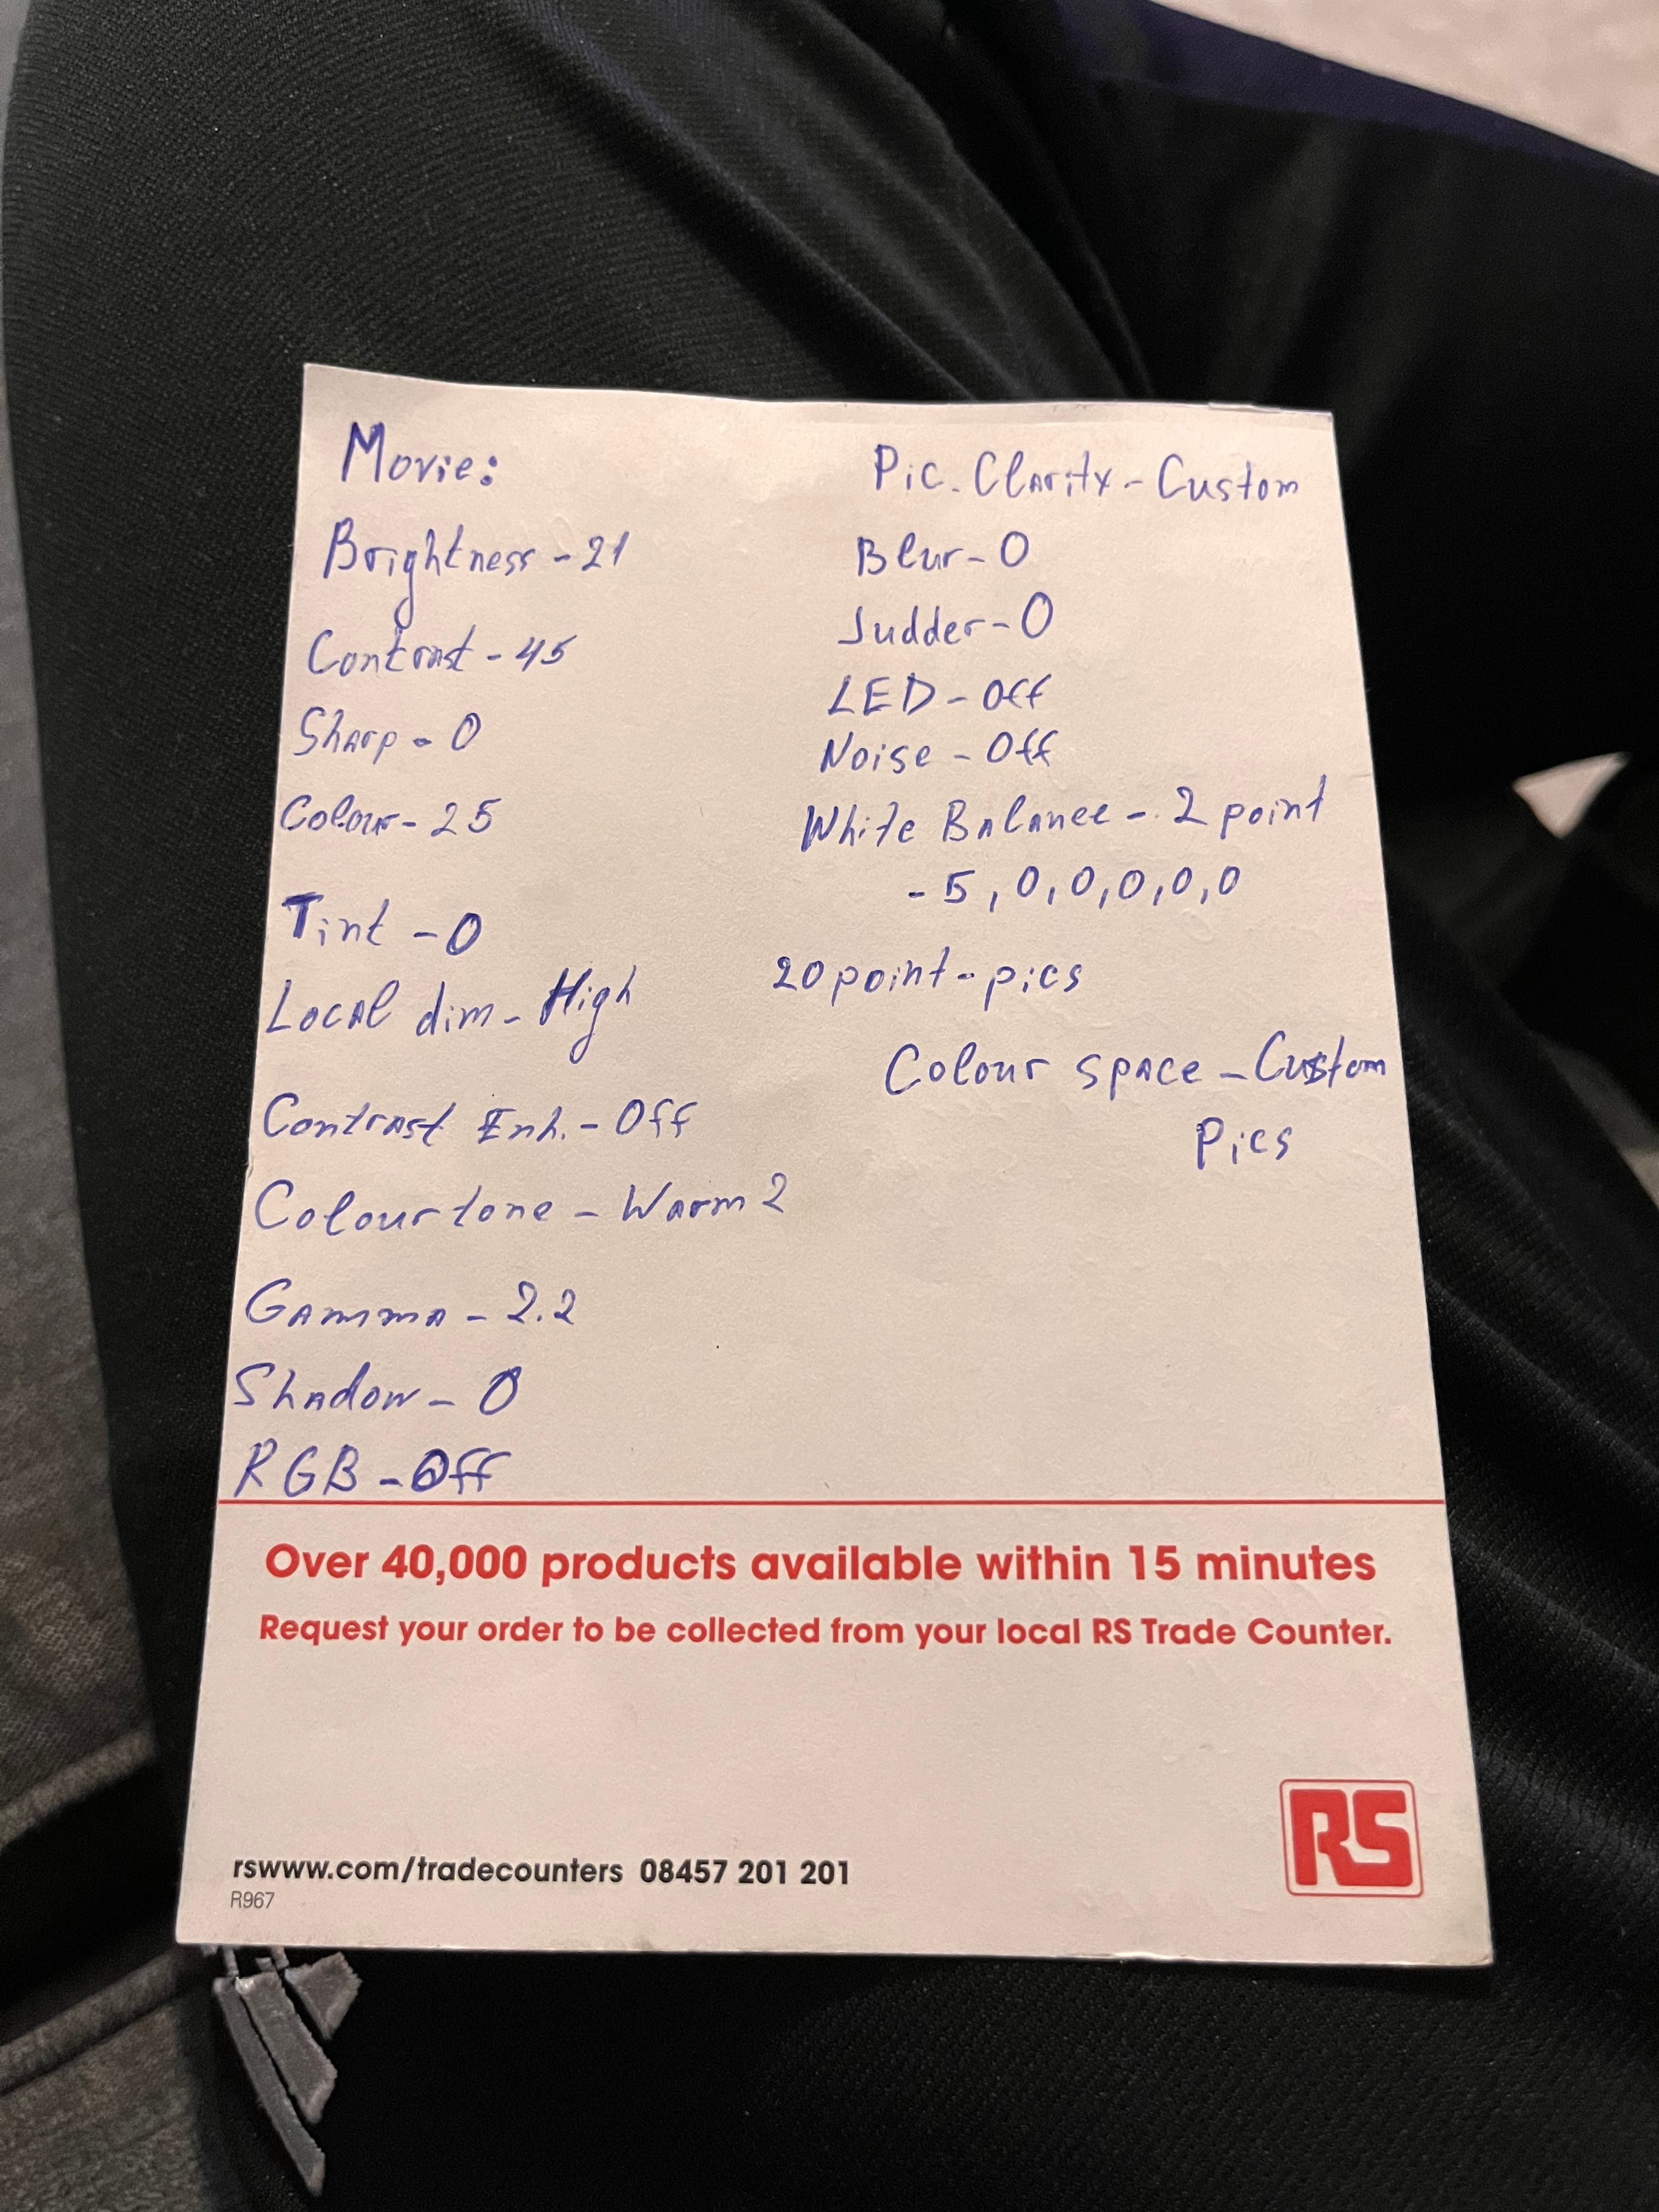 Movie:
Brightness - 21
Contrast - 45
Sharp - 0
Colour - 25
Tint - 0
Local dim - High
Contrast Enh. - Off
Colour tone - Warm 2
Gamma - 2.2
Shadow - 0
RGB - Off
Pic. Clarity - Custom
Blur - 0
Judder - 0
LED - Off
Noise - Off
White Balance - 2 point
- 5, 0, 0, 0, 0, 0
20 point - pics
Colour space - Custom
Pics
Over 40,000 products available within 15 minutes
Request your order to be collected from your local RS Trade Counter.
rswww.com/tradecounters 08457 201 201
R967
RS